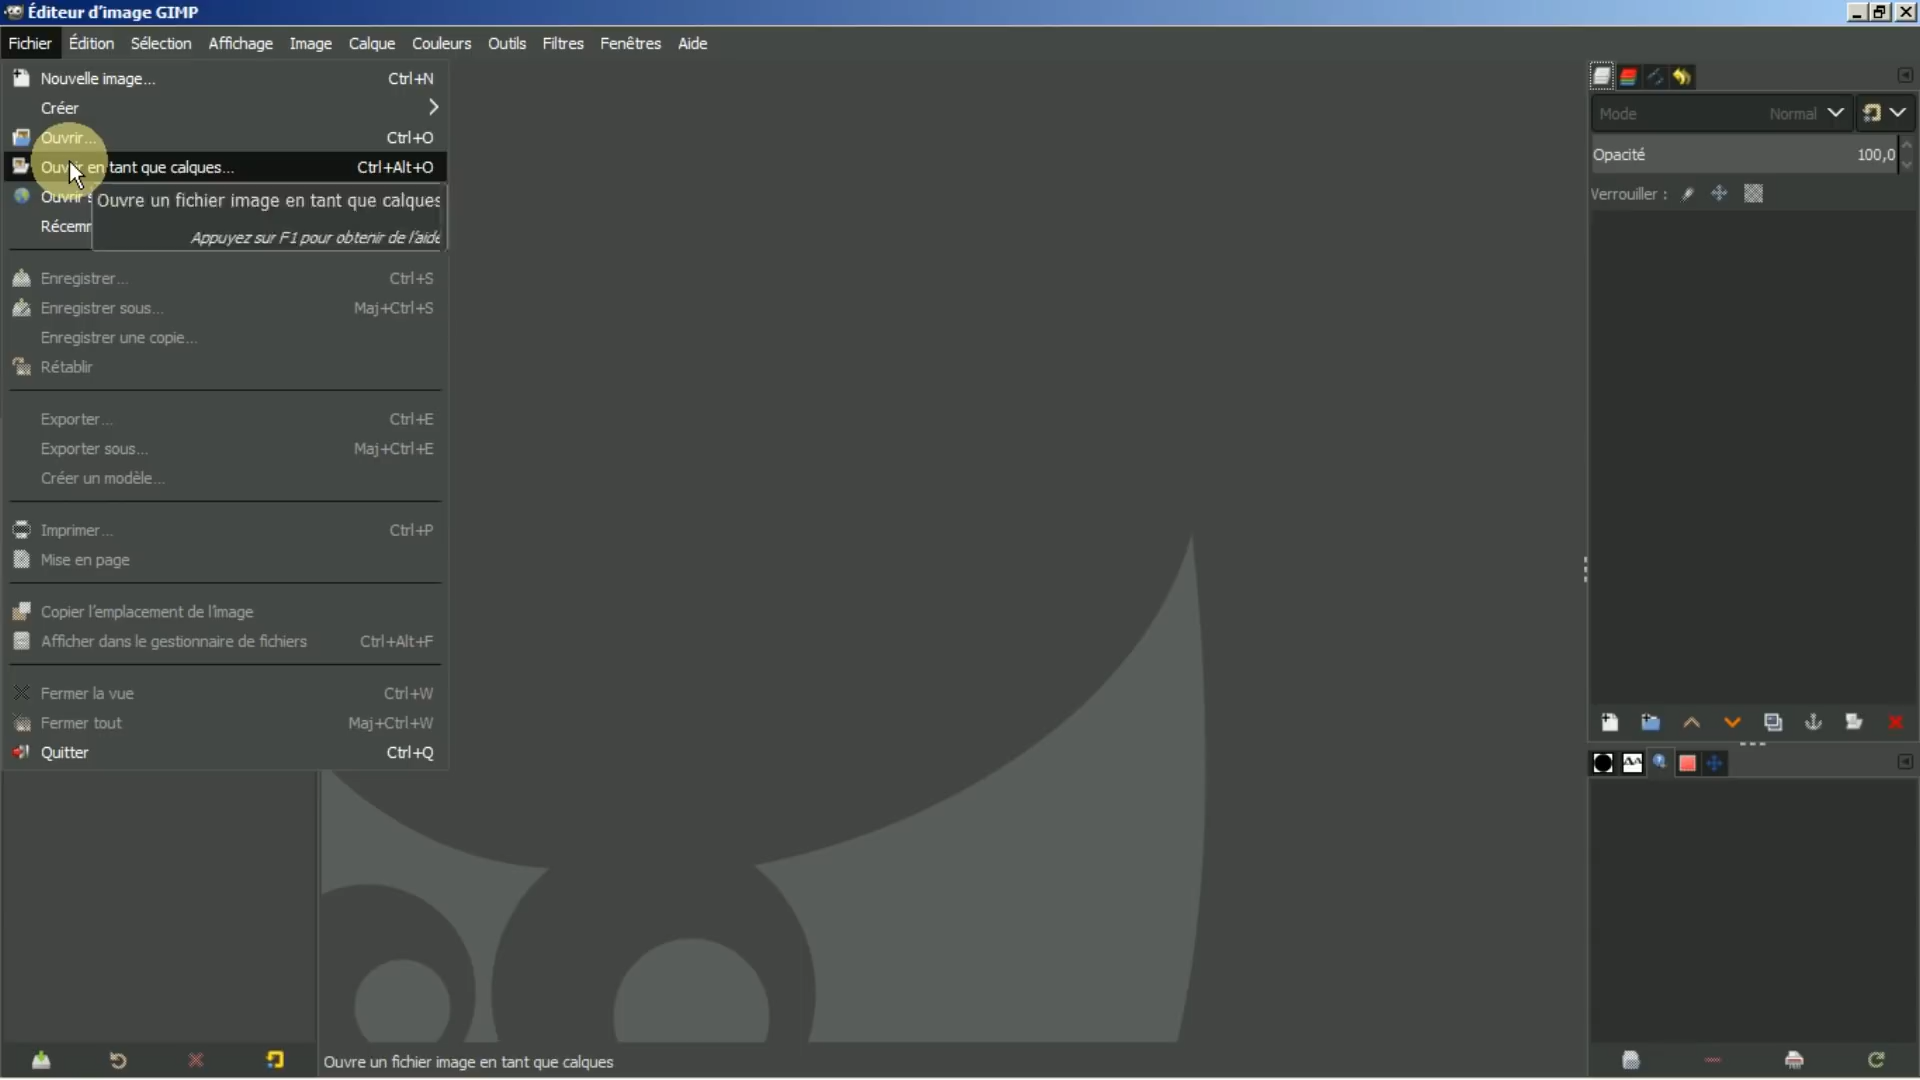 Éditeur d'image GIMP
Fichier Édition Sélection Affichage Image Calque Couleurs Outils Filtres Fenêtres Aide
Nouvelle image... Ctrl+N
Créer
Ouvrir... Ctrl+O
Ouvrir en tant que calques... Ctrl+Alt+O
Ouvrir
Ouvre un fichier image en tant que calques
Appuyez sur F1 pour obtenir de l'aide
Enregistrer... Ctrl+S
Enregistrer sous... Maj+Ctrl+S
Enregistrer une copie...
Rétablir
Exporter... Ctrl+E
Exporter sous... Maj+Ctrl+E
Créer un modèle...
Imprimer... Ctrl+P
Mise en page
Copier l'emplacement de l'image
Afficher dans le gestionnaire de fichiers Ctrl+Alt+F
Fermer la vue Ctrl+W
Fermer tout Maj+Ctrl+W
Quitter Ctrl+Q
Mode Normal
Opacité 100,0
Verrouiller :
Ouvre un fichier image en tant que calques